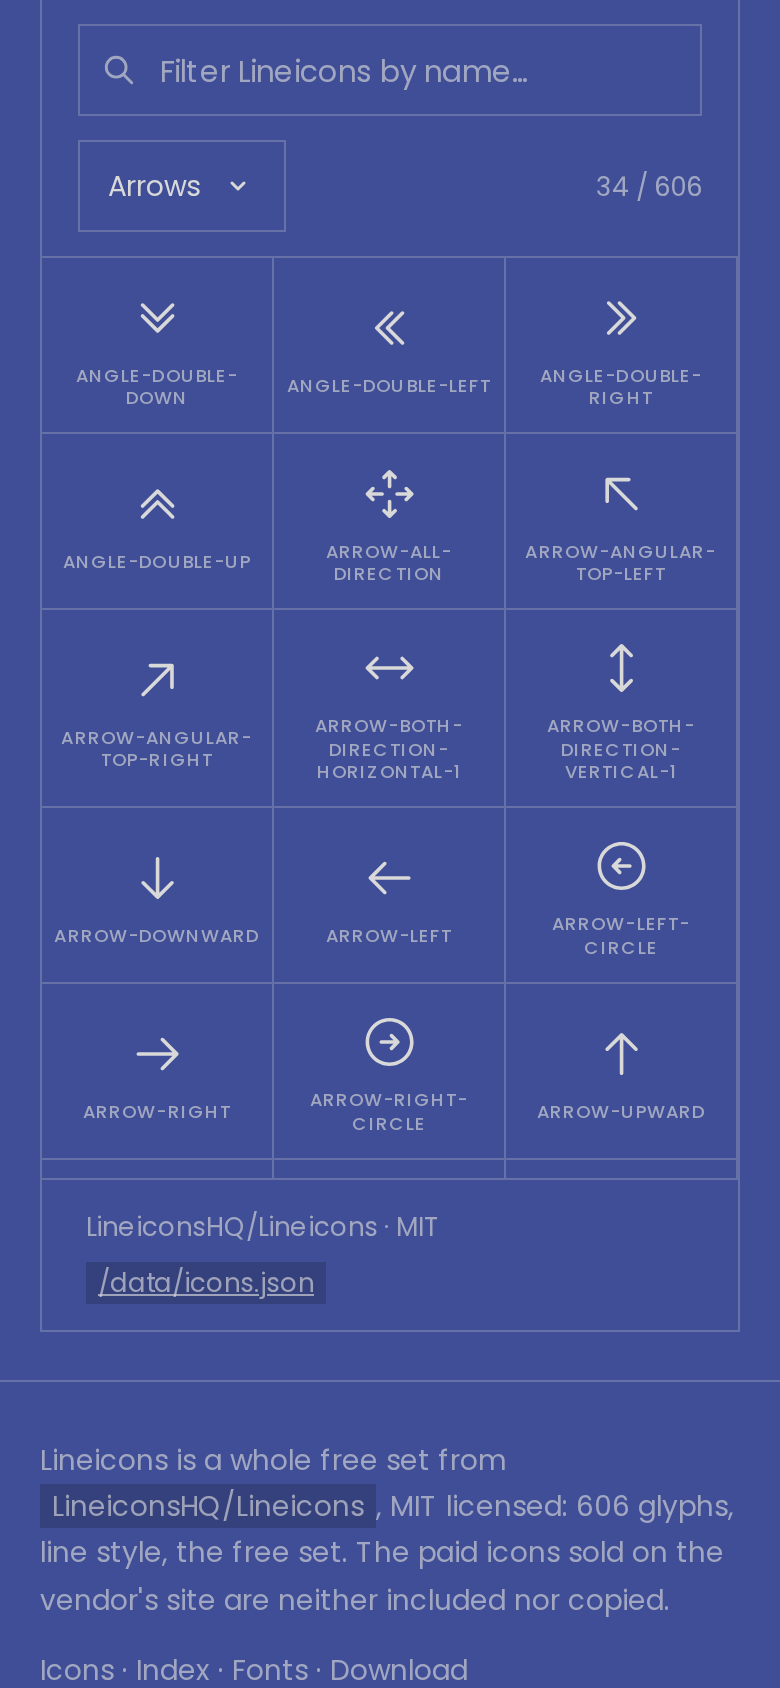 Filter Lineicons by name...
Arrows
34 / 606
ANGLE-DOUBLE-
DOWN
ANGLE-DOUBLE-LEFT
ANGLE-DOUBLE-
RIGHT
ANGLE-DOUBLE-UP
ARROW-ALL-
DIRECTION
ARROW-ANGULAR-
TOP-LEFT
ARROW-ANGULAR-
TOP-RIGHT
ARROW-BOTH-
DIRECTION-
HORIZONTAL-1
ARROW-BOTH-
DIRECTION-
VERTICAL-1
ARROW-DOWNWARD
ARROW-LEFT
ARROW-LEFT-
CIRCLE
ARROW-RIGHT
ARROW-RIGHT-
CIRCLE
ARROW-UPWARD
LineiconsHQ/Lineicons · MIT
/data/icons.json
Lineicons is a whole free set from
LineiconsHQ/Lineicons, MIT licensed: 606 glyphs,
line style, the free set. The paid icons sold on the
vendor's site are neither included nor copied.
Icons · Index · Fonts · Download